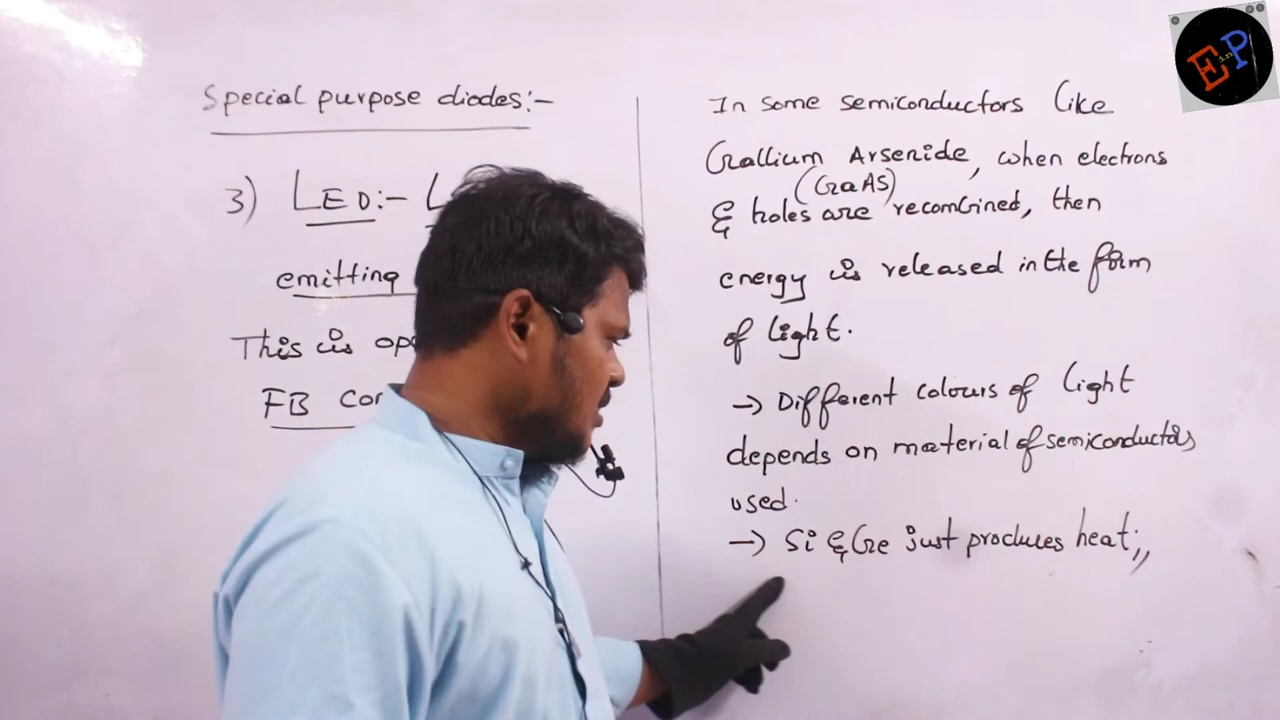 Special purpose diodes:-
3) LED:- L
emitting
This is ope
FB Con
In some semiconductors like
Gallium Arsenide, when electrons
(GaAS)
& holes are recombined, then
energy is released in the form
of light.
→ Different colours of light
depends on material of semiconductors
used.
→ Si & Ge just produces heat;,,
E in P